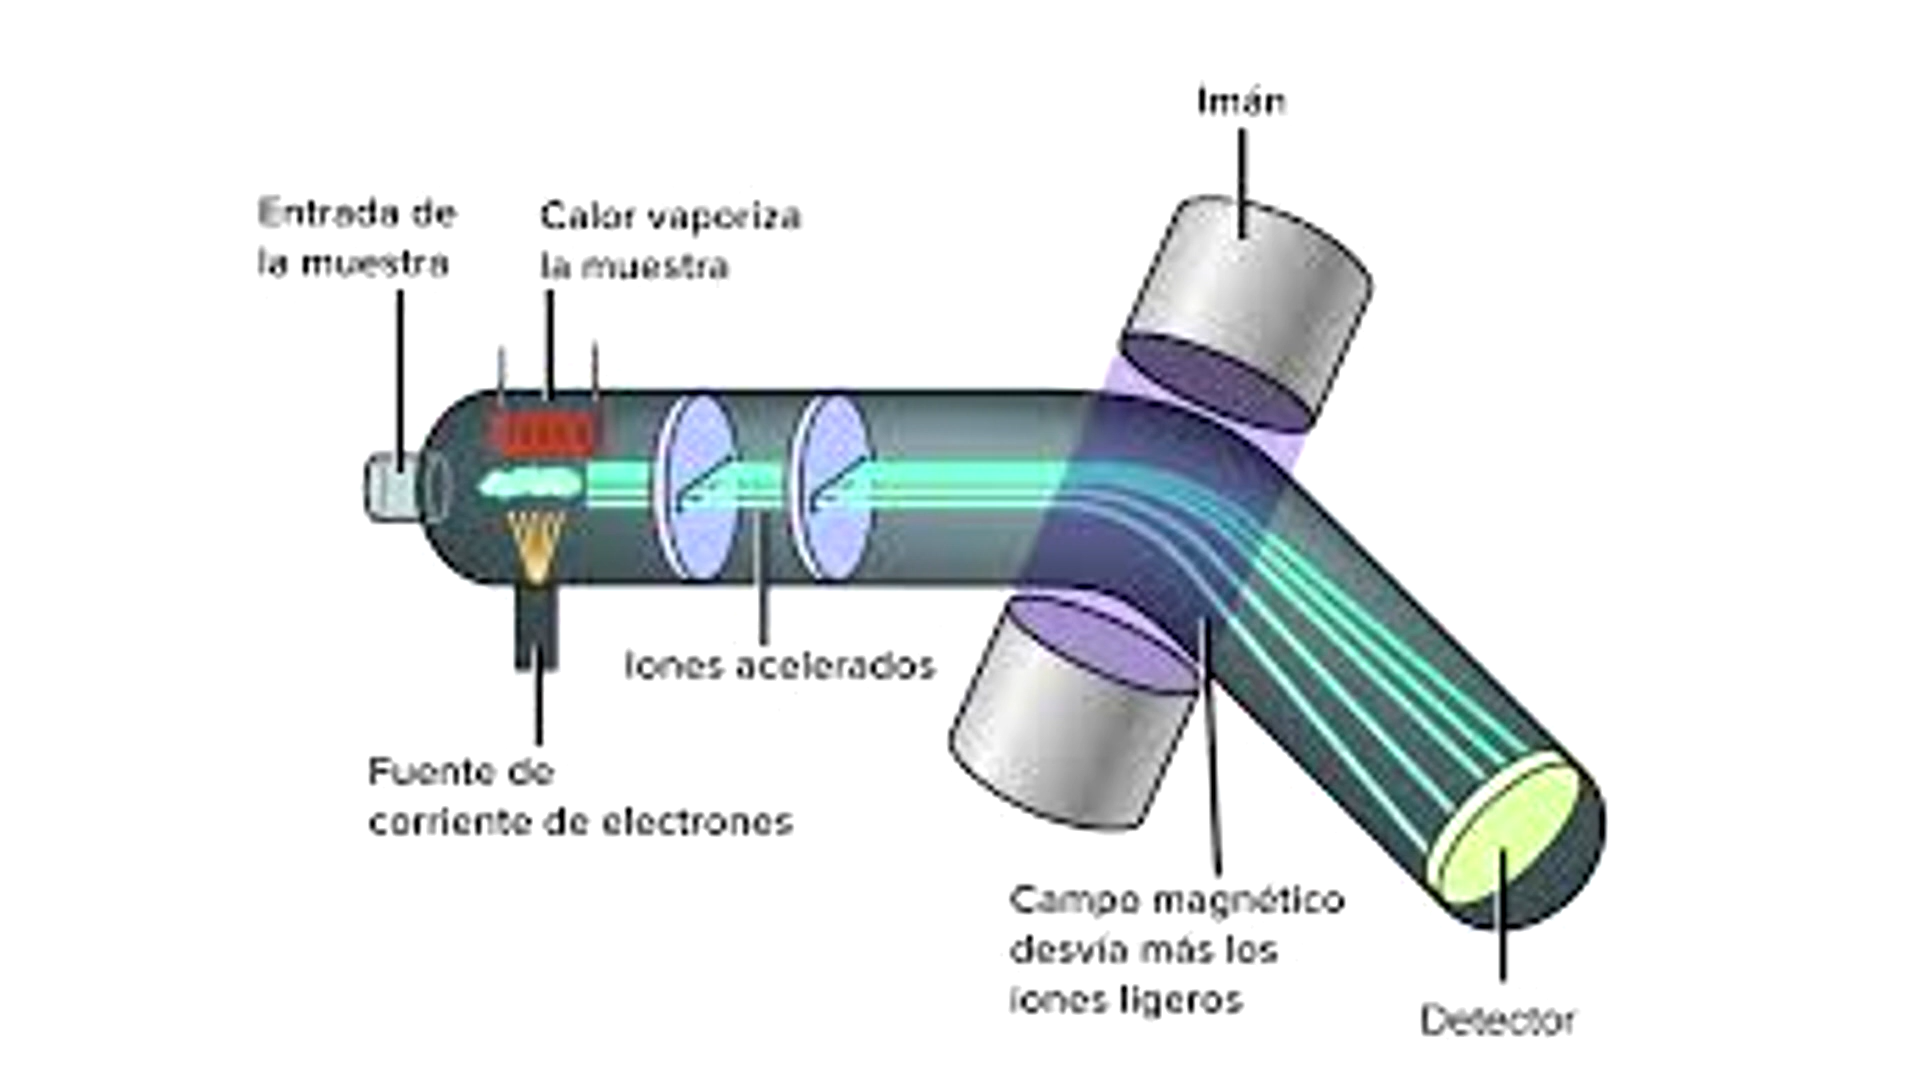 Imán
Entrada de
la muestra
Calor vaporiza
la muestra
Iones acelerados
Fuente de
corriente de electrones
Campo magnético
desvía más los
iones ligeros
Detector